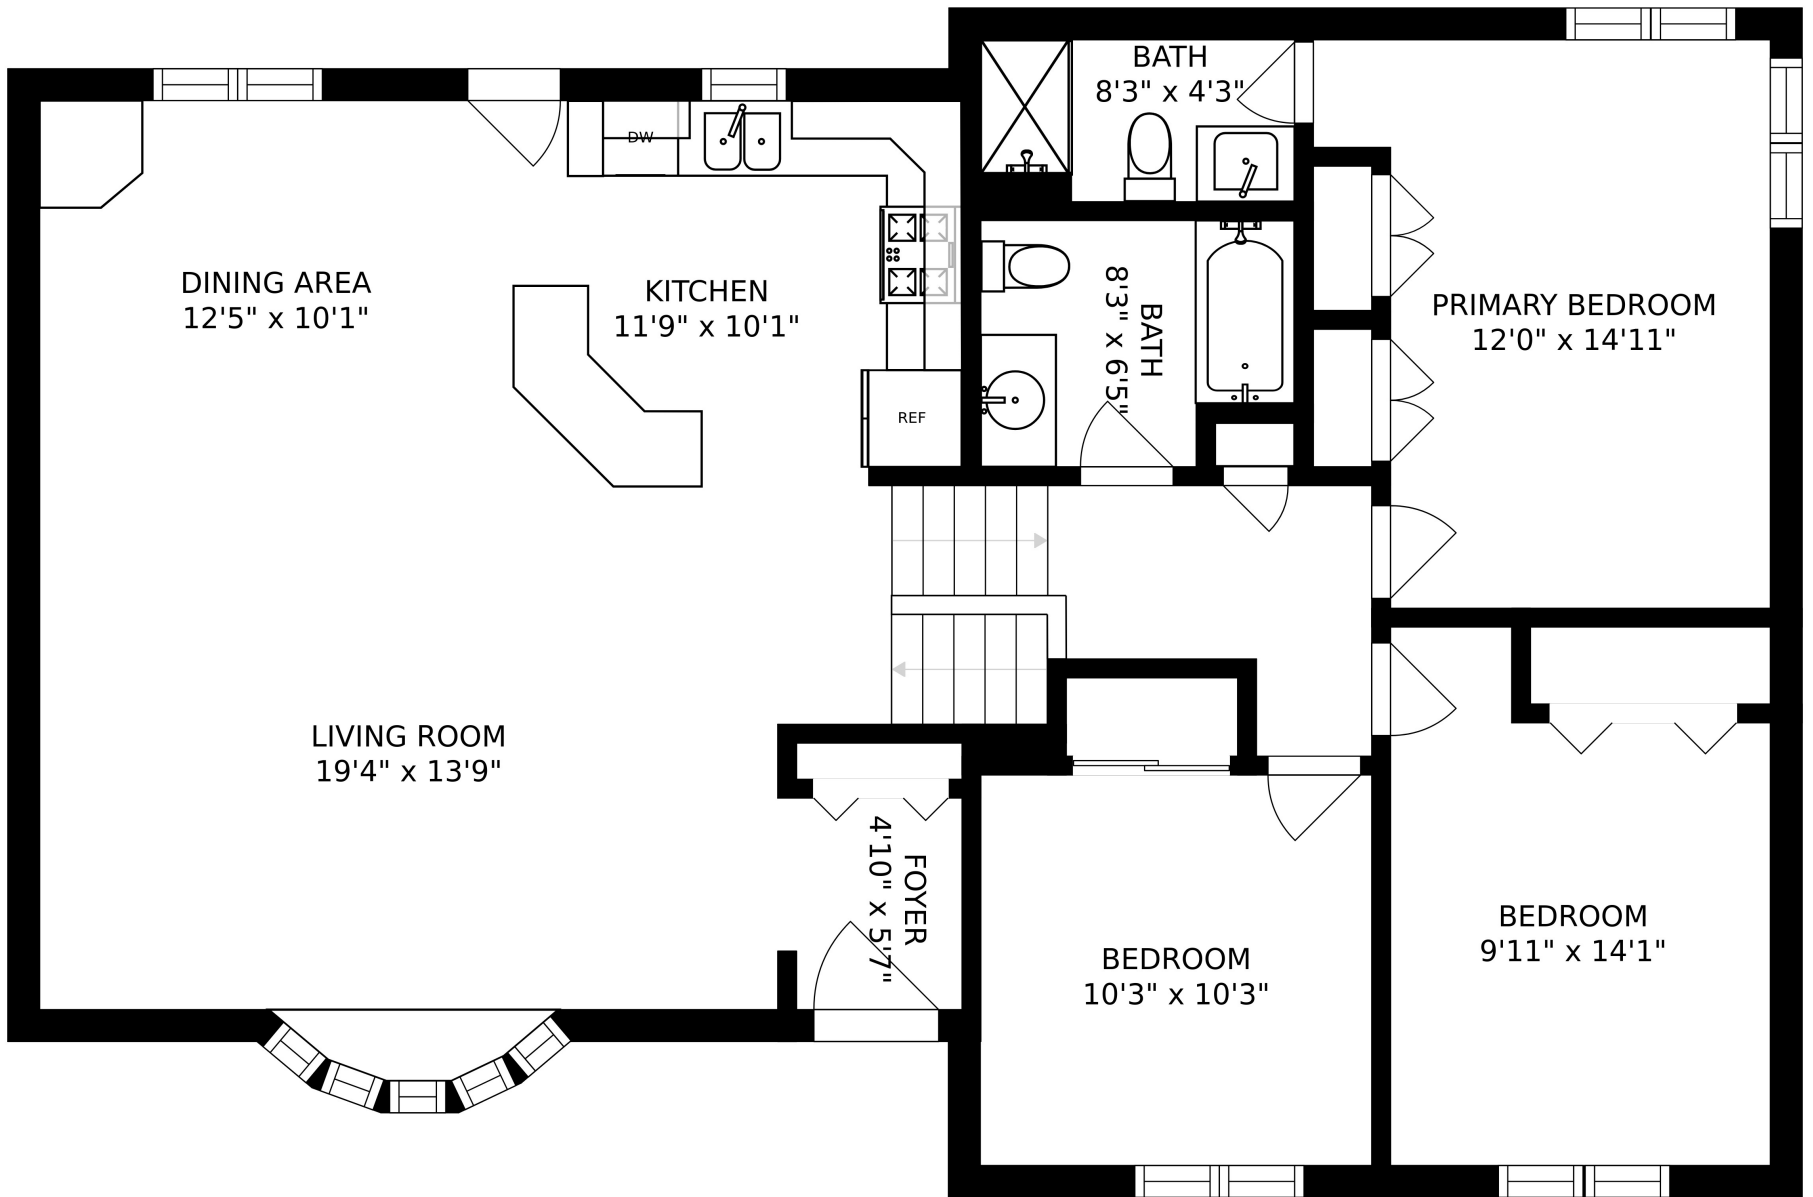 BATH
8'3" x 4'3"
DW
DINING AREA
12'5" x 10'1"
KITCHEN
11'9" x 10'1"
BATH
8'3" x 6'5"
PRIMARY BEDROOM
12'0" x 14'11"
REF
LIVING ROOM
19'4" x 13'9"
FOYER
4'10" x 5'7"
BEDROOM
10'3" x 10'3"
BEDROOM
9'11" x 14'1"